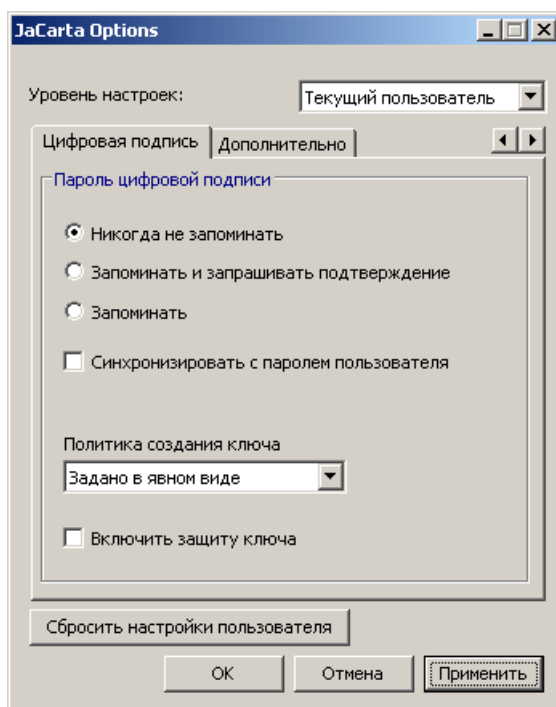 JaCarta Options
Уровень настроек: Текущий пользователь
Цифровая подпись Дополнительно
Пароль цифровой подписи
Никогда не запоминать
Запоминать и запрашивать подтверждение
Запоминать
Синхронизировать с паролем пользователя
Политика создания ключа
Задано в явном виде
Включить защиту ключа
Сбросить настройки пользователя
ОК Отмена Применить